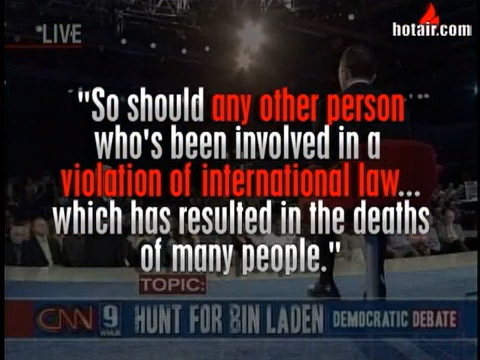 LIVE
hotair.com
"So should any other person
who's been involved in a
violation of international law...
which has resulted in the deaths
of many people."
TOPIC:
CNN 9 WMUR HUNT FOR BIN LADEN DEMOCRATIC DEBATE